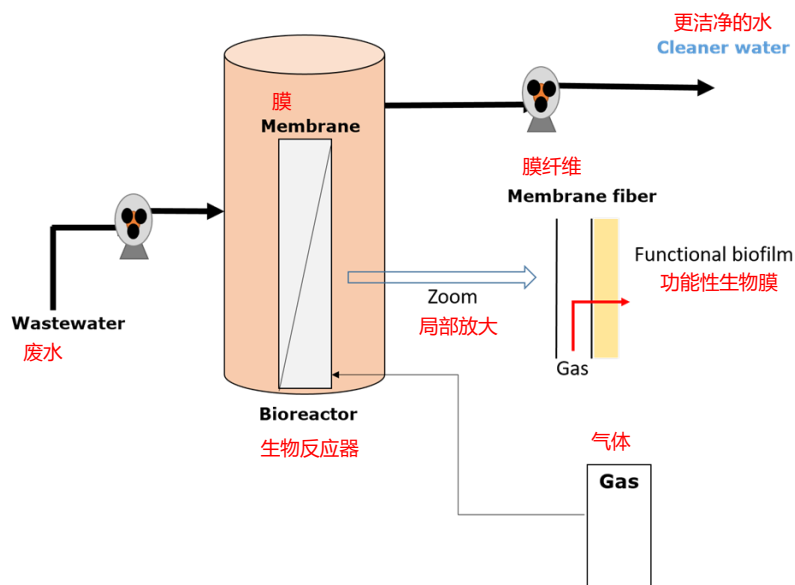 更洁净的水
Cleaner water
膜
Membrane
膜纤维
Membrane fiber
Functional biofilm
功能性生物膜
Zoom
局部放大
Wastewater
废水
Gas
Bioreactor
生物反应器
气体
Gas